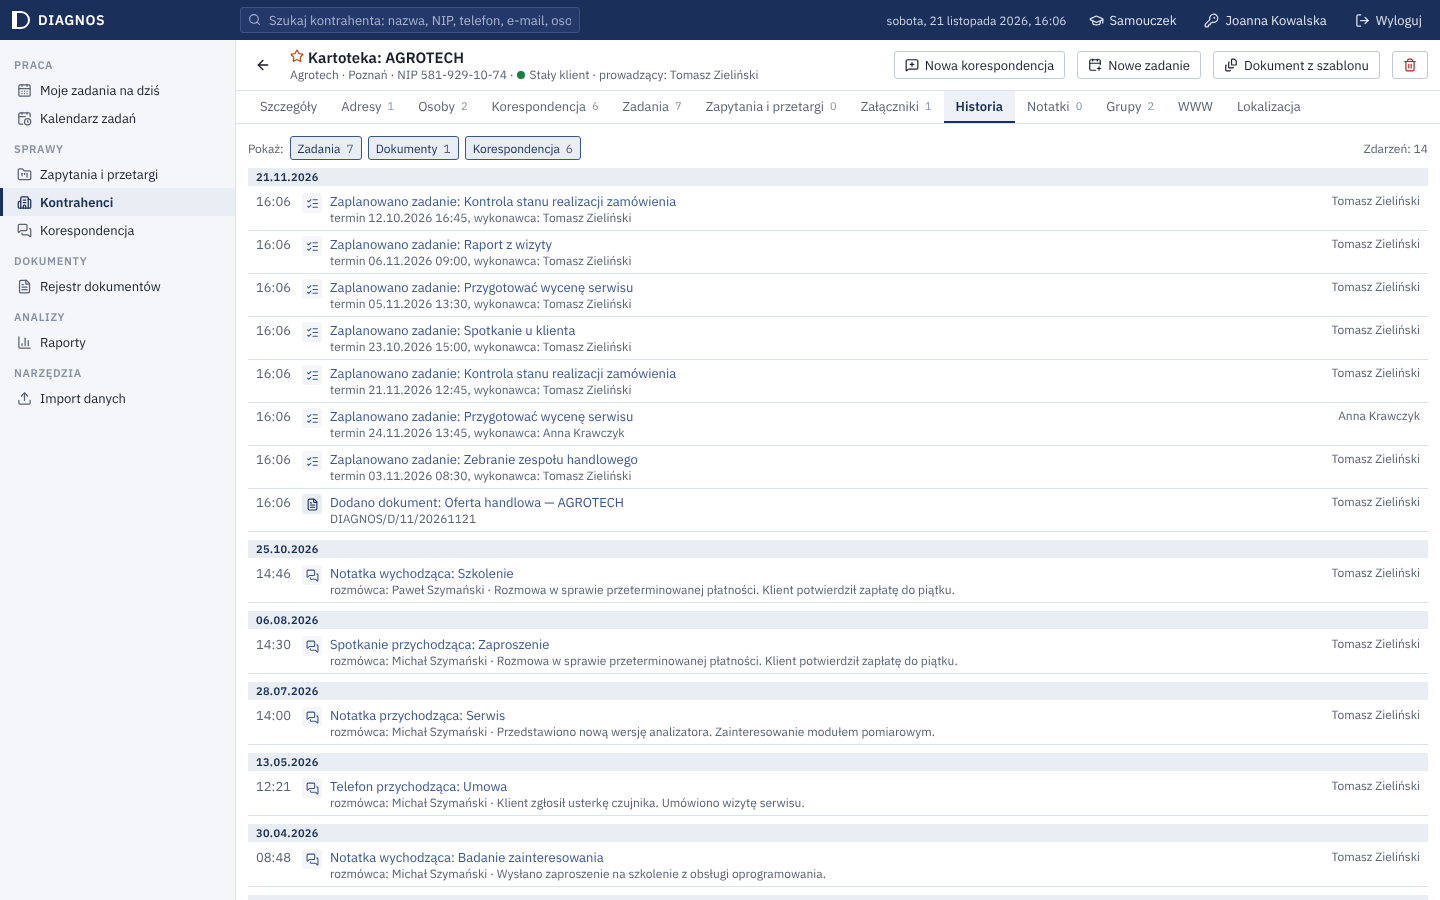 DIAGNOS
Szukaj kontrahenta: nazwa, NIP, telefon, e-mail, oso
sobota, 21 listopada 2026, 16:06
Samouczek
Joanna Kowalska
Wyloguj
PRACA
Moje zadania na dziś
Kalendarz zadań
SPRAWY
Zapytania i przetargi
Kontrahenci
Korespondencja
DOKUMENTY
Rejestr dokumentów
ANALIZY
Raporty
NARZĘDZIA
Import danych
Kartoteka: AGROTECH
Agrotech · Poznań · NIP 581-929-10-74 · Stały klient · prowadzący: Tomasz Zieliński
Nowa korespondencja
Nowe zadanie
Dokument z szablonu
Szczegóły
Adresy 1
Osoby 2
Korespondencja 6
Zadania 7
Zapytania i przetargi 0
Załączniki 1
Historia
Notatki 0
Grupy 2
WWW
Lokalizacja
Pokaż: Zadania 7 Dokumenty 1 Korespondencja 6
Zdarzeń: 14
21.11.2026
16:06 Zaplanowano zadanie: Kontrola stanu realizacji zamówienia Tomasz Zieliński
termin 12.10.2026 16:45, wykonawca: Tomasz Zieliński
16:06 Zaplanowano zadanie: Raport z wizyty Tomasz Zieliński
termin 06.11.2026 09:00, wykonawca: Tomasz Zieliński
16:06 Zaplanowano zadanie: Przygotować wycenę serwisu Tomasz Zieliński
termin 05.11.2026 13:30, wykonawca: Tomasz Zieliński
16:06 Zaplanowano zadanie: Spotkanie u klienta Tomasz Zieliński
termin 23.10.2026 15:00, wykonawca: Tomasz Zieliński
16:06 Zaplanowano zadanie: Kontrola stanu realizacji zamówienia Tomasz Zieliński
termin 21.11.2026 12:45, wykonawca: Tomasz Zieliński
16:06 Zaplanowano zadanie: Przygotować wycenę serwisu Anna Krawczyk
termin 24.11.2026 13:45, wykonawca: Anna Krawczyk
16:06 Zaplanowano zadanie: Zebranie zespołu handlowego Tomasz Zieliński
termin 03.11.2026 08:30, wykonawca: Tomasz Zieliński
16:06 Dodano dokument: Oferta handlowa — AGROTECH Tomasz Zieliński
DIAGNOS/D/11/20261121
25.10.2026
14:46 Notatka wychodząca: Szkolenie Tomasz Zieliński
rozmówca: Paweł Szymański · Rozmowa w sprawie przeterminowanej płatności. Klient potwierdził zapłatę do piątku.
06.08.2026
14:30 Spotkanie przychodząca: Zaproszenie Tomasz Zieliński
rozmówca: Michał Szymański · Rozmowa w sprawie przeterminowanej płatności. Klient potwierdził zapłatę do piątku.
28.07.2026
14:00 Notatka przychodząca: Serwis Tomasz Zieliński
rozmówca: Michał Szymański · Przedstawiono nową wersję analizatora. Zainteresowanie modułem pomiarowym.
13.05.2026
12:21 Telefon przychodząca: Umowa Tomasz Zieliński
rozmówca: Michał Szymański · Klient zgłosił usterkę czujnika. Umówiono wizytę serwisu.
30.04.2026
08:48 Notatka wychodząca: Badanie zainteresowania Tomasz Zieliński
rozmówca: Michał Szymański · Wysłano zaproszenie na szkolenie z obsługi oprogramowania.